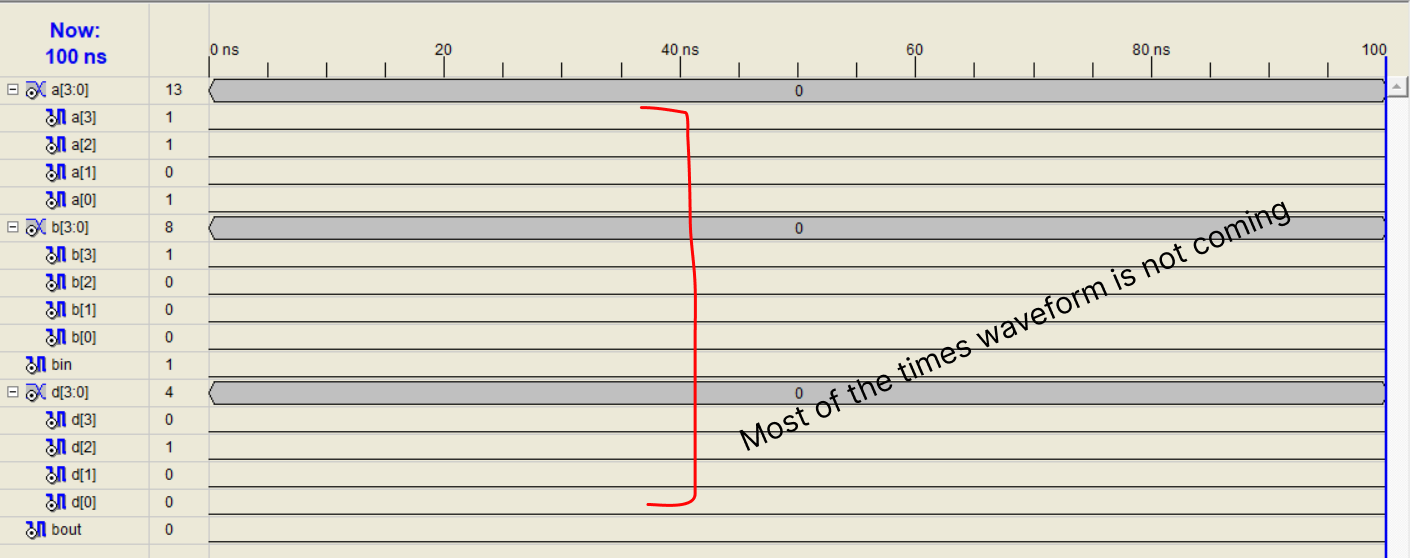 Now:
100 ns
0 ns 20 40 ns 60 80 ns 100
a[3:0] 13 0
a[3] 1
a[2] 1
a[1] 0
a[0] 1
b[3:0] 8 0
b[3] 1
b[2] 0
b[1] 0
b[0] 0
bin 1
d[3:0] 4 0
d[3] 0
d[2] 1
d[1] 0
d[0] 0
bout 0
Most of the times waveform is not coming